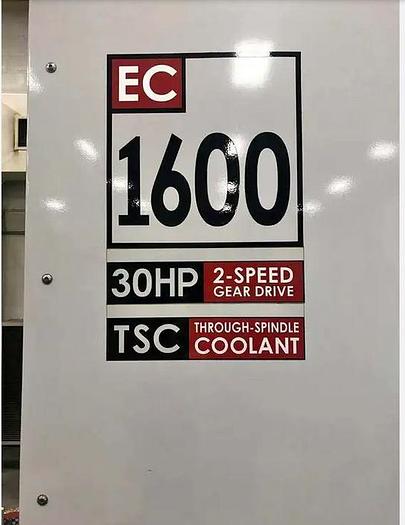 EC
1600
30HP 2-SPEED
GEAR DRIVE
TSC THROUGH-SPINDLE
COOLANT